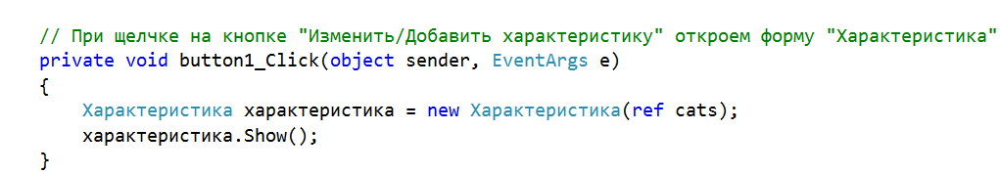 // При щелчке на кнопке "Изменить/Добавить характеристику" откроем форму "Характеристика"
private void button1_Click(object sender, EventArgs e)
{
Характеристика характеристика = new Характеристика(ref cats);
характеристика.Show();
}